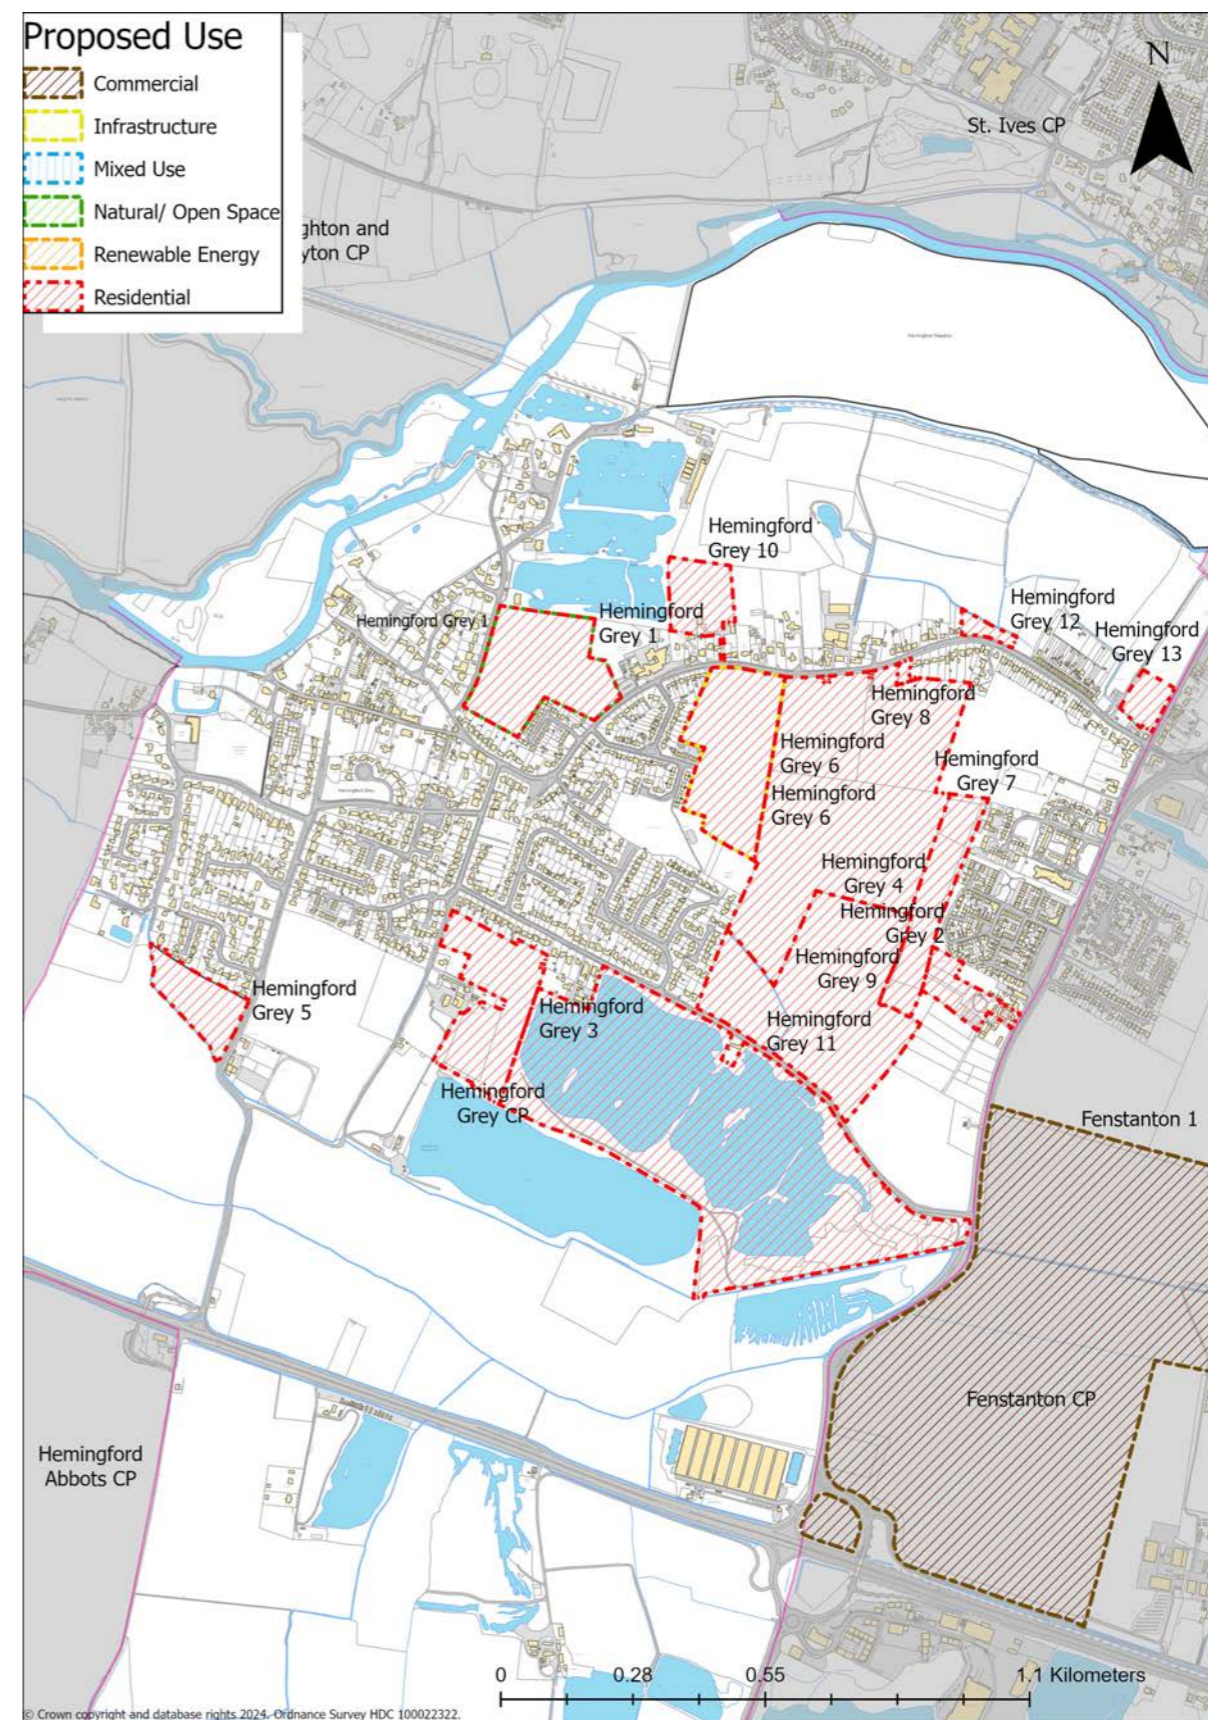 Proposed Use
Commercial
Infrastructure
Mixed Use
Natural/ Open Space
Renewable Energy
Residential
N
St. Ives CP
ghton and
yton CP
Hemingford
Grey 10
Hemingford Grey 1
Hemingford
Grey 1
Hemingford
Grey 12
Hemingford
Grey 13
Hemingford
Grey 8
Hemingford
Grey 6
Hemingford
Grey 7
Hemingford
Grey 6
Hemingford
Grey 4
Hemingford
Grey 2
Hemingford
Grey 9
Hemingford
Grey 5
Hemingford
Grey 3
Hemingford
Grey 11
Hemingford
Grey CP
Fenstanton 1
Fenstanton CP
Hemingford
Abbots CP
0 0.28 0.55 1.1 Kilometers
© Crown copyright and database rights 2024. Ordnance Survey HDC 100022322.